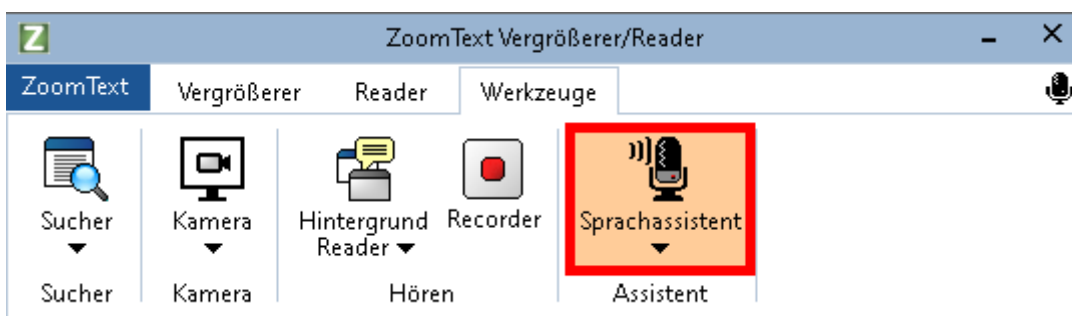 Z
ZoomText Vergrößerer/Reader
ZoomText Vergrößerer Reader Werkzeuge
Sucher
Kamera
Hintergrund
Reader
Recorder
Sprachassistent
Sucher Kamera Hören Assistent